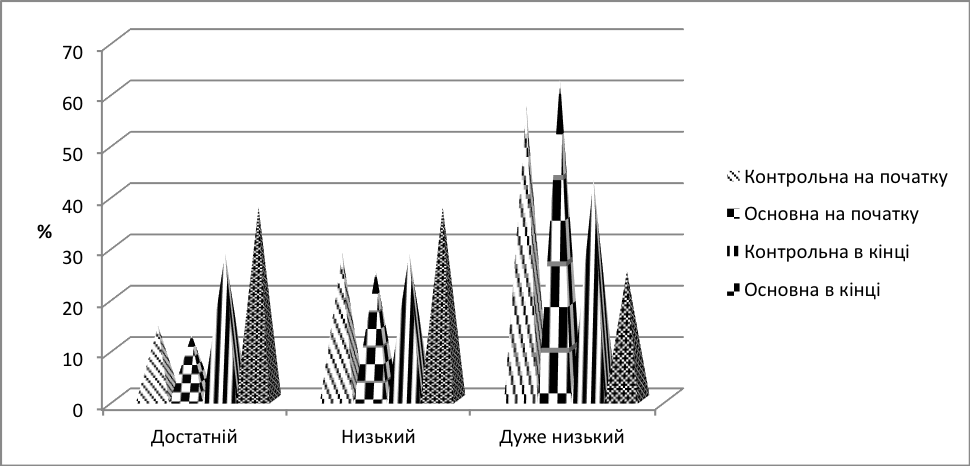 70
60
50
40
30
20
10
0
%
Достатній
Низький
Дуже низький
Контрольна на початку
Основна на початку
Контрольна в кінці
Основна в кінці